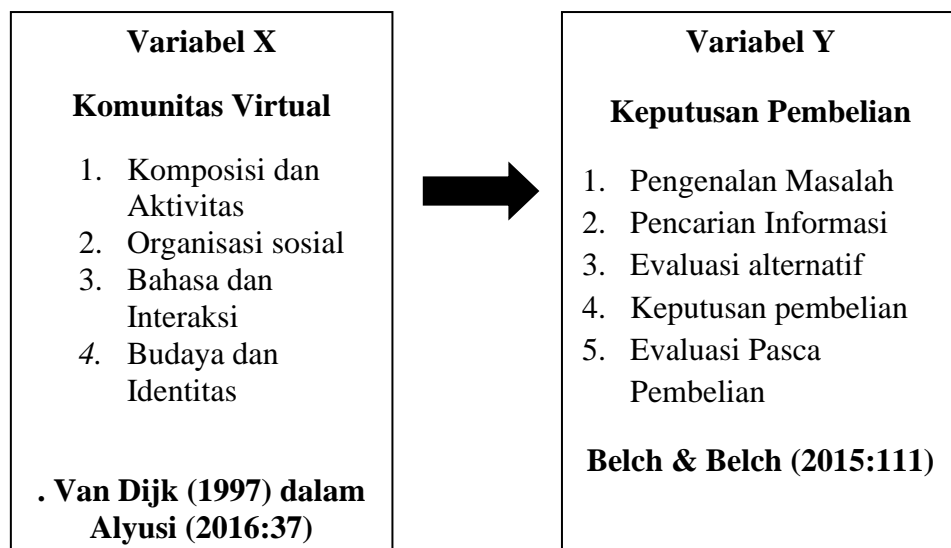 Variabel X
Komunitas Virtual
1. Komposisi dan
Aktivitas
2. Organisasi sosial
3. Bahasa dan
Interaksi
4. Budaya dan
Identitas
. Van Dijk (1997) dalam
Alyusi (2016:37)
Variabel Y
Keputusan Pembelian
1. Pengenalan Masalah
2. Pencarian Informasi
3. Evaluasi alternatif
4. Keputusan pembelian
5. Evaluasi Pasca
Pembelian
Belch & Belch (2015:111)